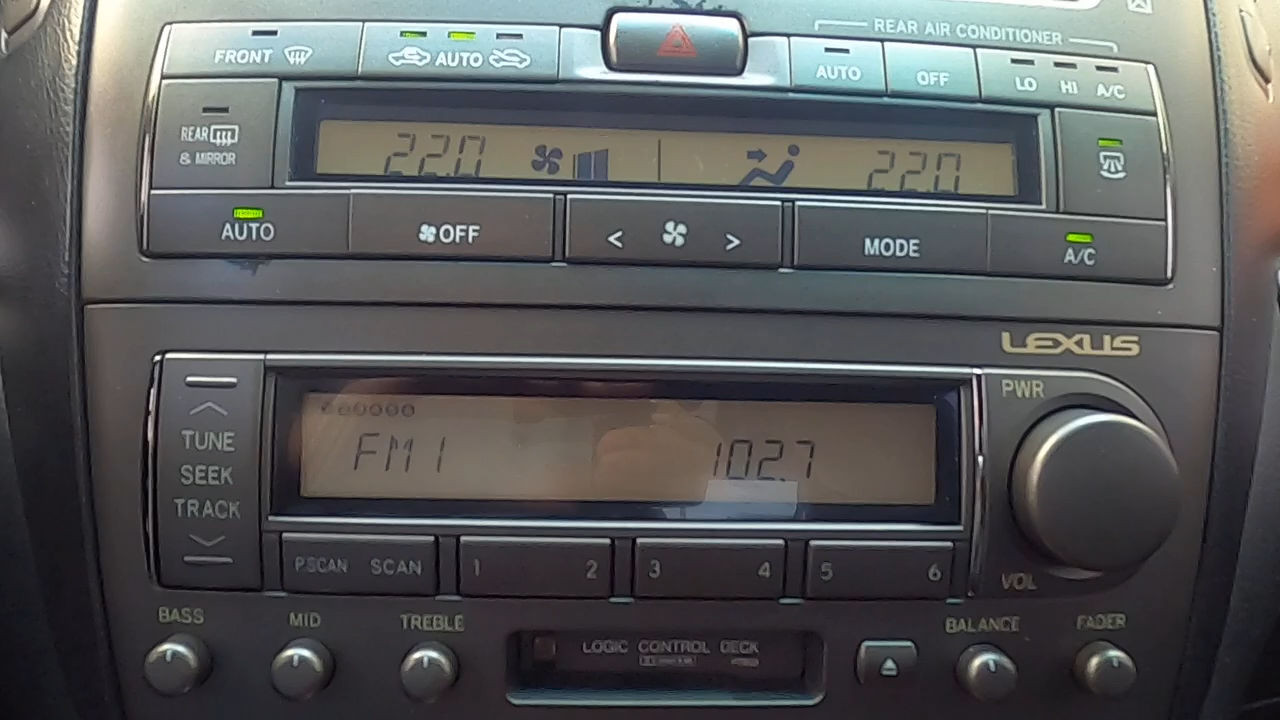 REAR AIR CONDITIONER
FRONT
AUTO
AUTO
OFF
LO HI A/C
REAR
& MIRROR
22.0
22.0
AUTO
OFF
< >
MODE
A/C
LEXUS
PWR
TUNE
SEEK
TRACK
FM1
102.7
P.SCAN SCAN
1 2
3 4
5 6
VOL
BASS
MID
TREBLE
LOGIC CONTROL DECK
BALANCE
FADER